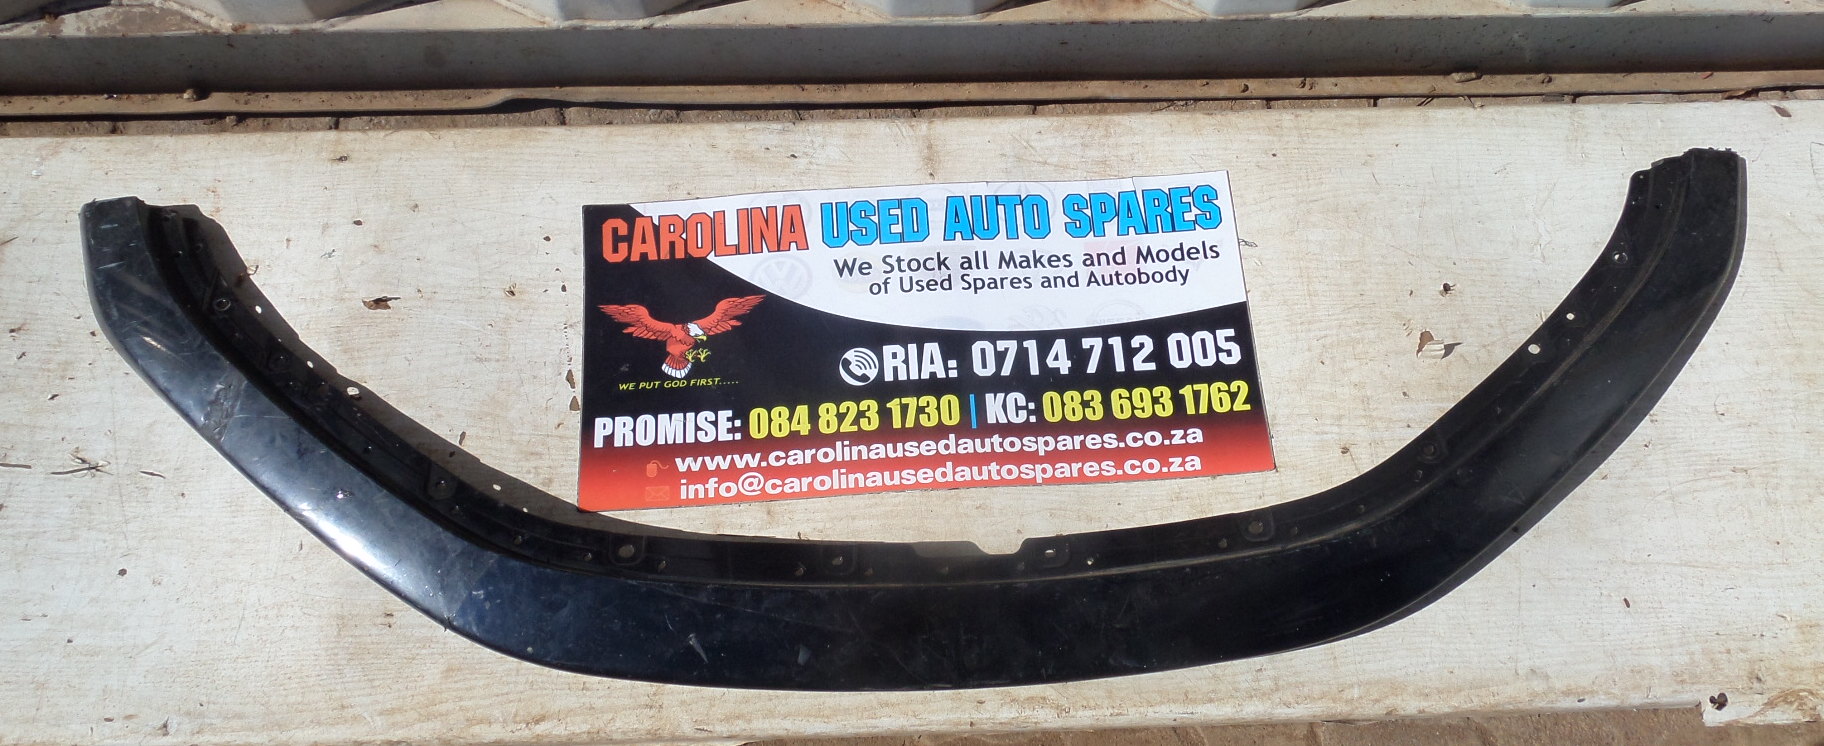 CAROLINA USED AUTO SPARES
We Stock all Makes and Models
of Used Spares and Autobody
WE PUT GOD FIRST.....
RIA: 0714 712 005
PROMISE: 084 823 1730 | KC: 083 693 1762
www.carolinausedautospares.co.za
info@carolinausedautospares.co.za